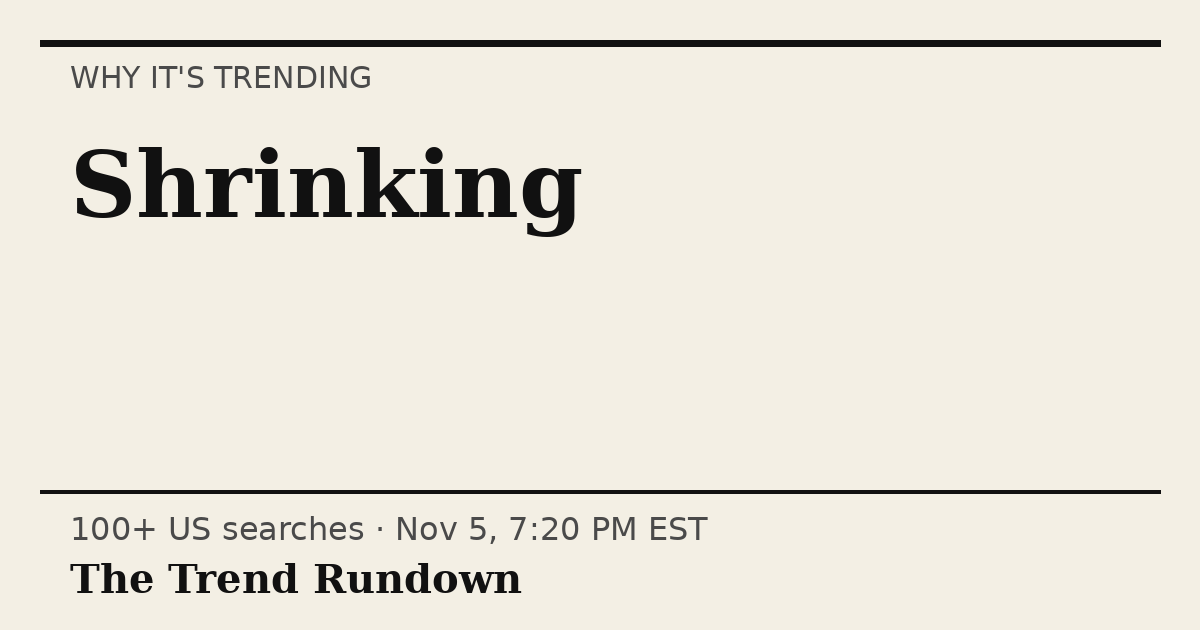 WHY IT'S TRENDING
Shrinking
100+ US searches · Nov 5, 7:20 PM EST
The Trend Rundown